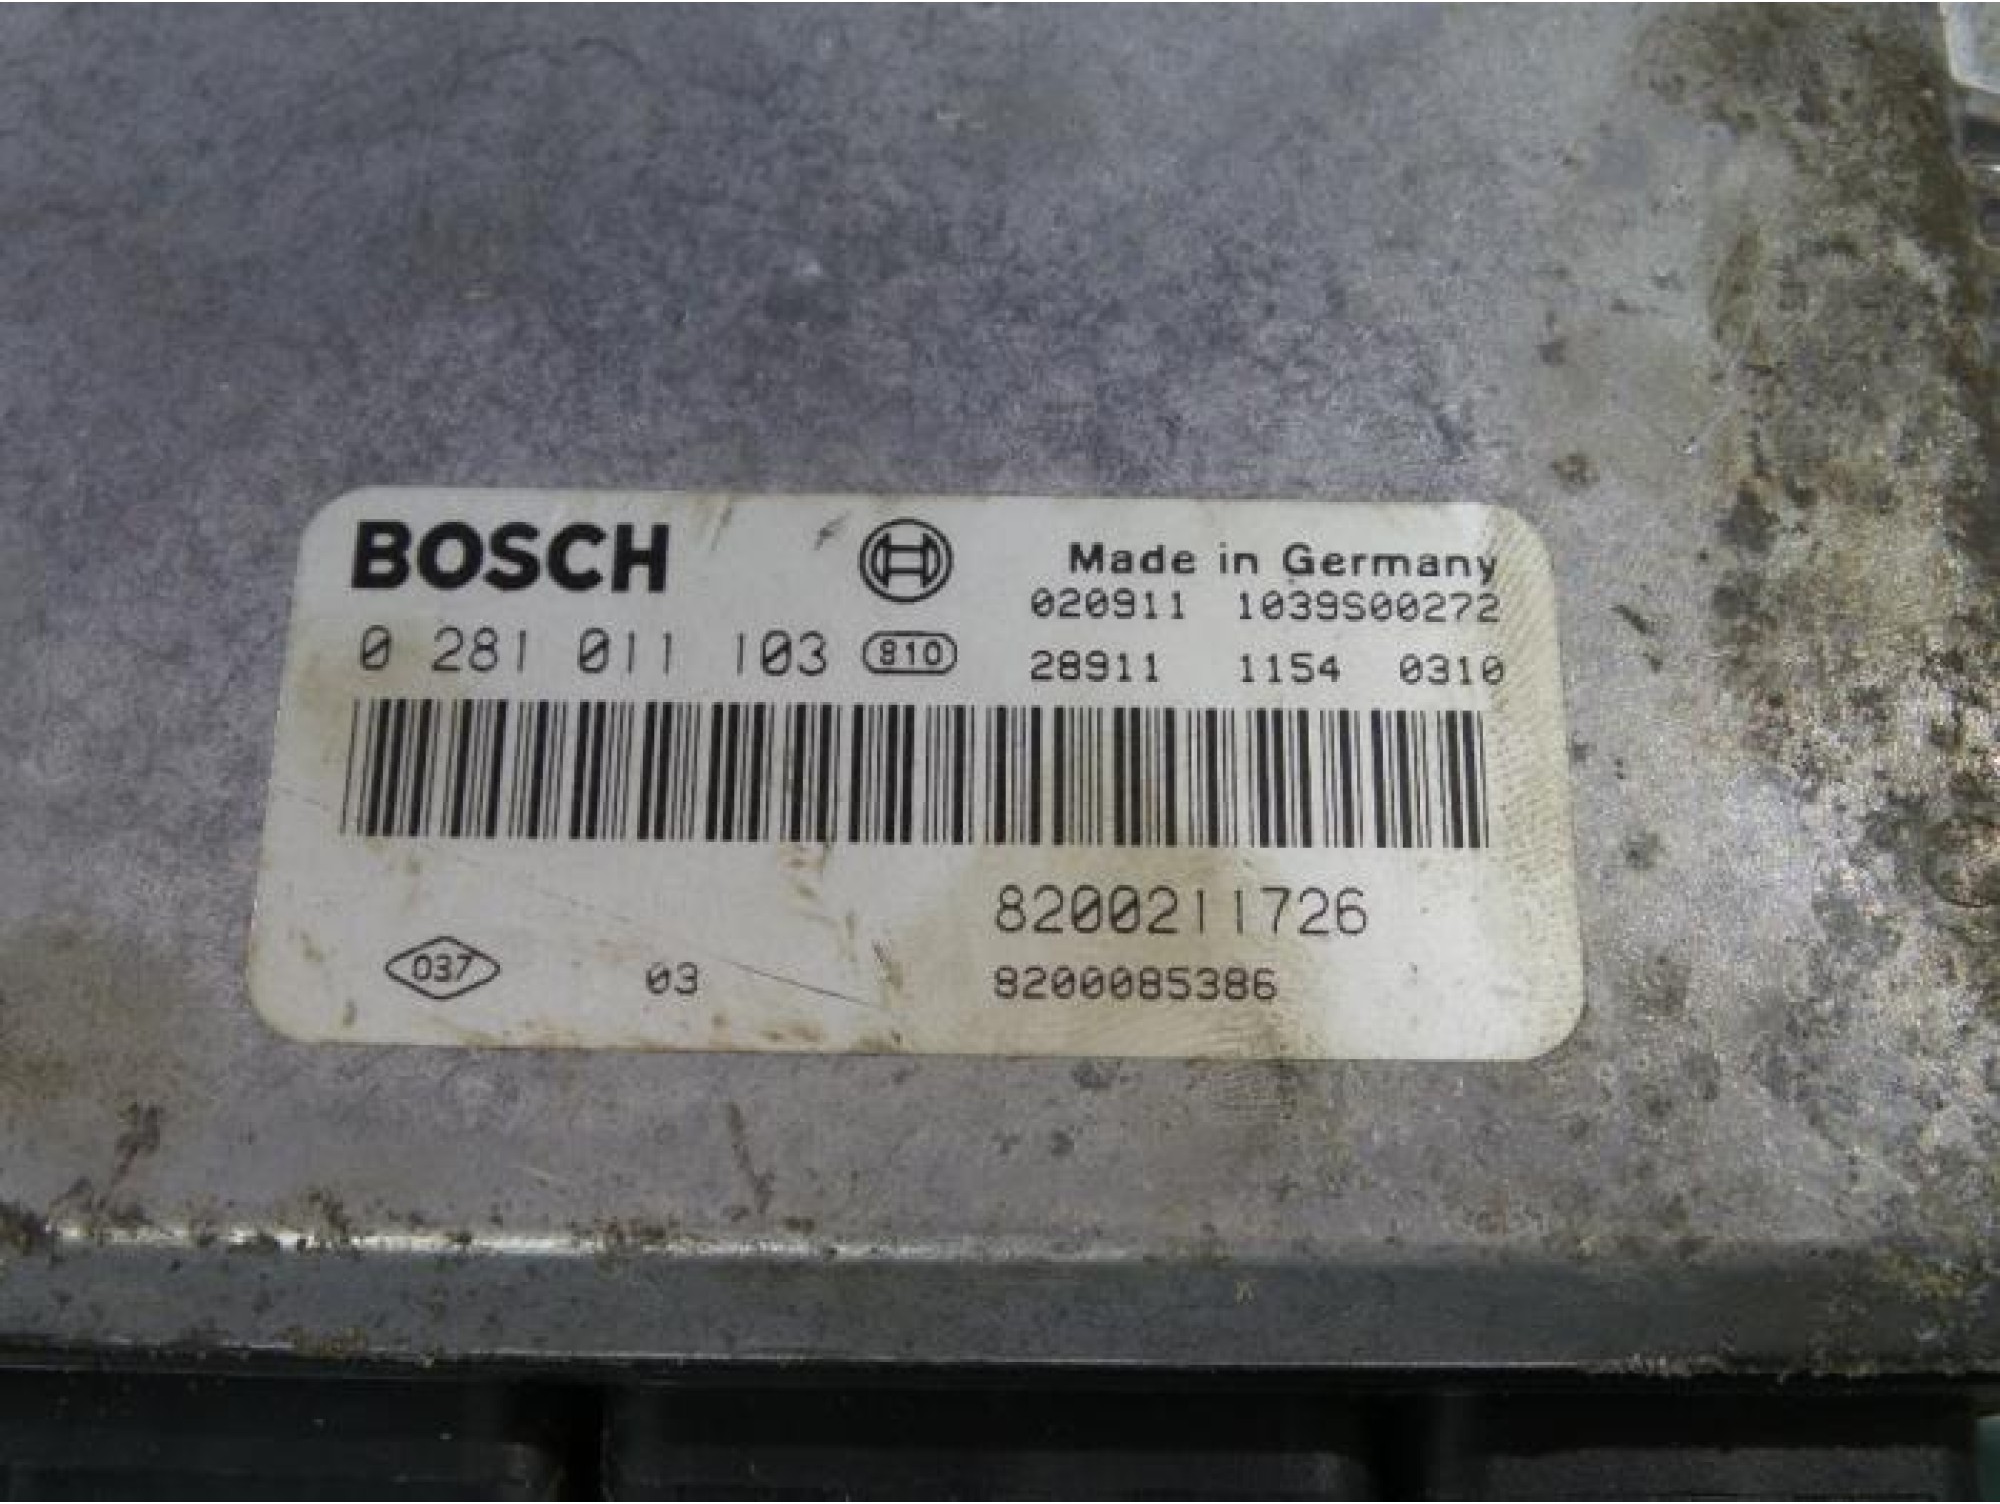 BOSCH
Made in Germany
020911 1039S00272
0 281 011 103 810
28911 1154 0310
8200211726
037 03 8200085386